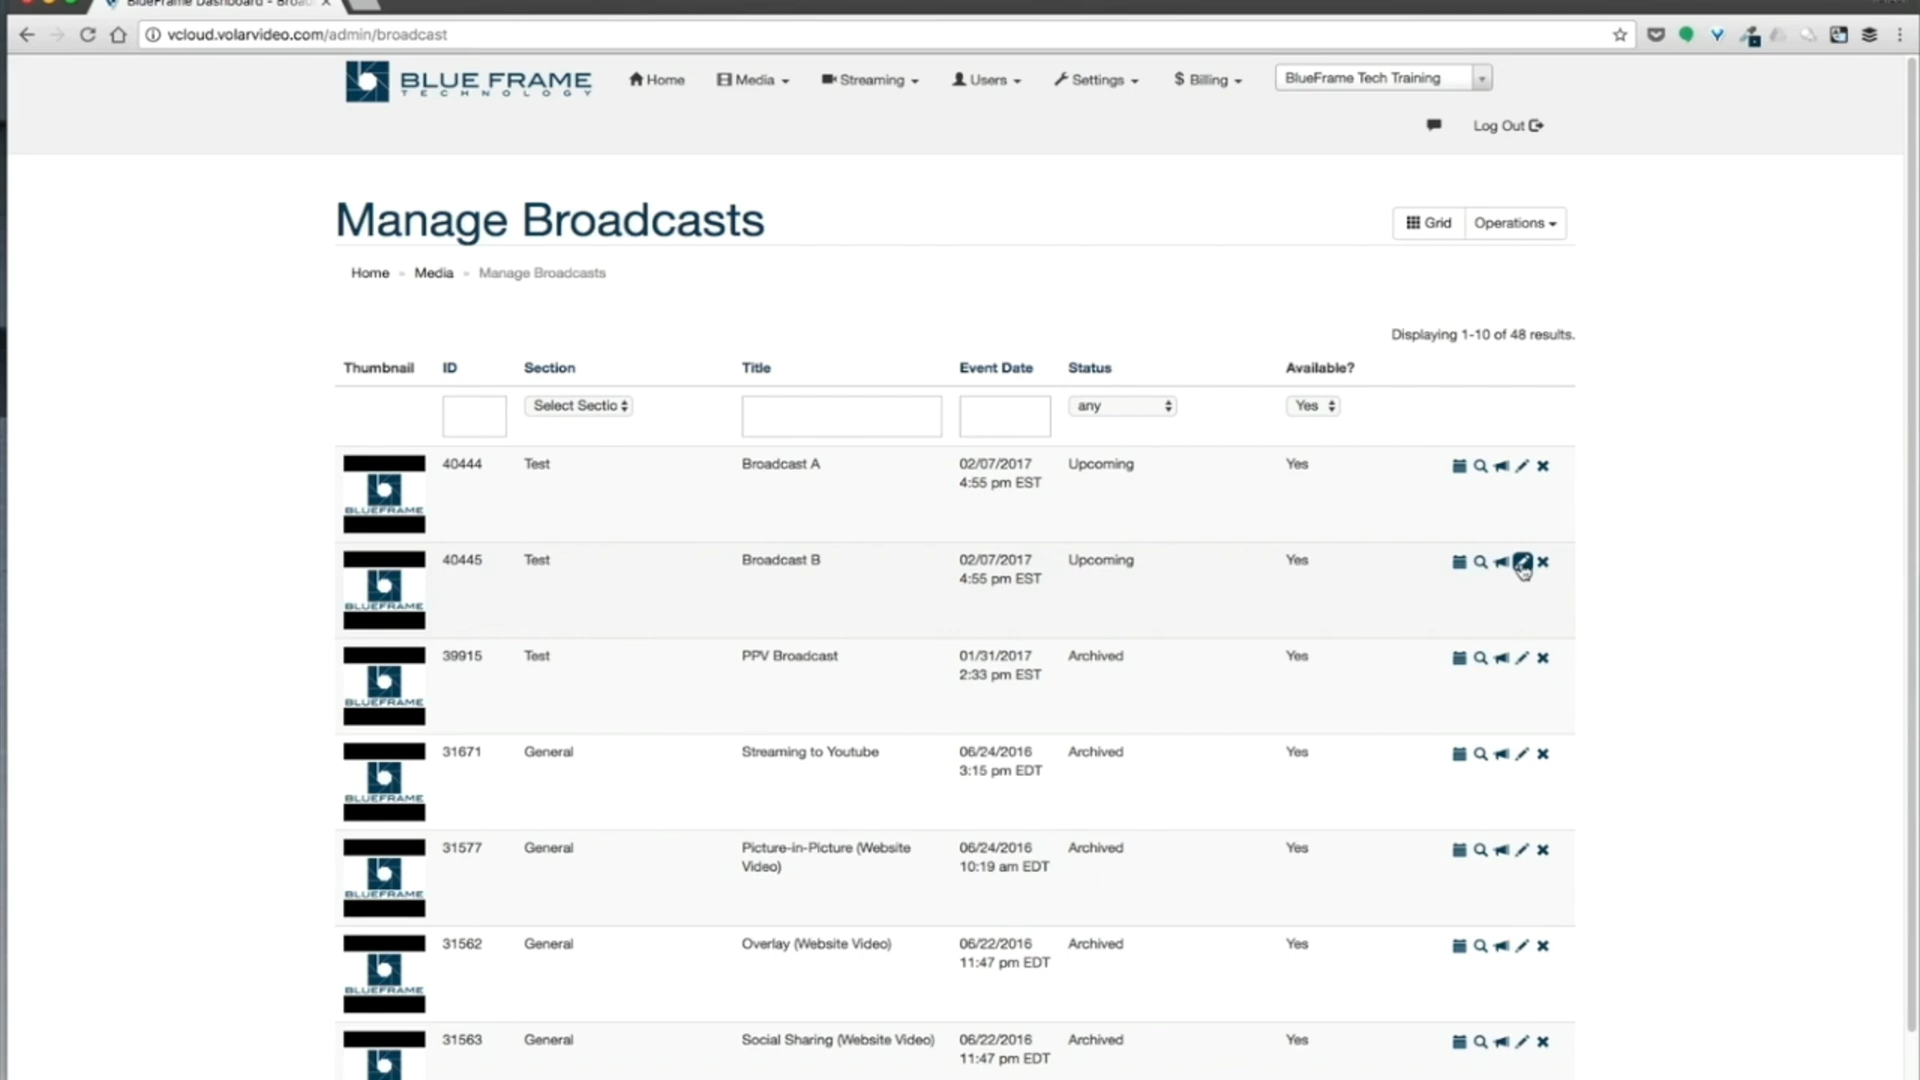 BlueFrame Dashboard - Broad
vcloud.volarvideo.com/admin/broadcast
BLUE FRAME
TECHNOLOGY
Home
Media
Streaming
Users
Settings
$ Billing
BlueFrame Tech Training
Log Out
Manage Broadcasts
Grid
Operations
Home
Media
Manage Broadcasts
Displaying 1-10 of 48 results.
Thumbnail ID Section Title Event Date Status Available?
Select Sectio any Yes
BLUEFRAME
40444 Test Broadcast A 02/07/2017 Upcoming Yes
4:55 pm EST
BLUEFRAME
40445 Test Broadcast B 02/07/2017 Upcoming Yes
4:55 pm EST
BLUEFRAME
39915 Test PPV Broadcast 01/31/2017 Archived Yes
2:33 pm EST
BLUEFRAME
31671 General Streaming to Youtube 06/24/2016 Archived Yes
3:15 pm EDT
BLUEFRAME
31577 General Picture-in-Picture (Website 06/24/2016 Archived Yes
Video) 10:19 am EDT
BLUEFRAME
31562 General Overlay (Website Video) 06/22/2016 Archived Yes
11:47 pm EDT
BLUEFRAME
31563 General Social Sharing (Website Video) 06/22/2016 Archived Yes
11:47 pm EDT